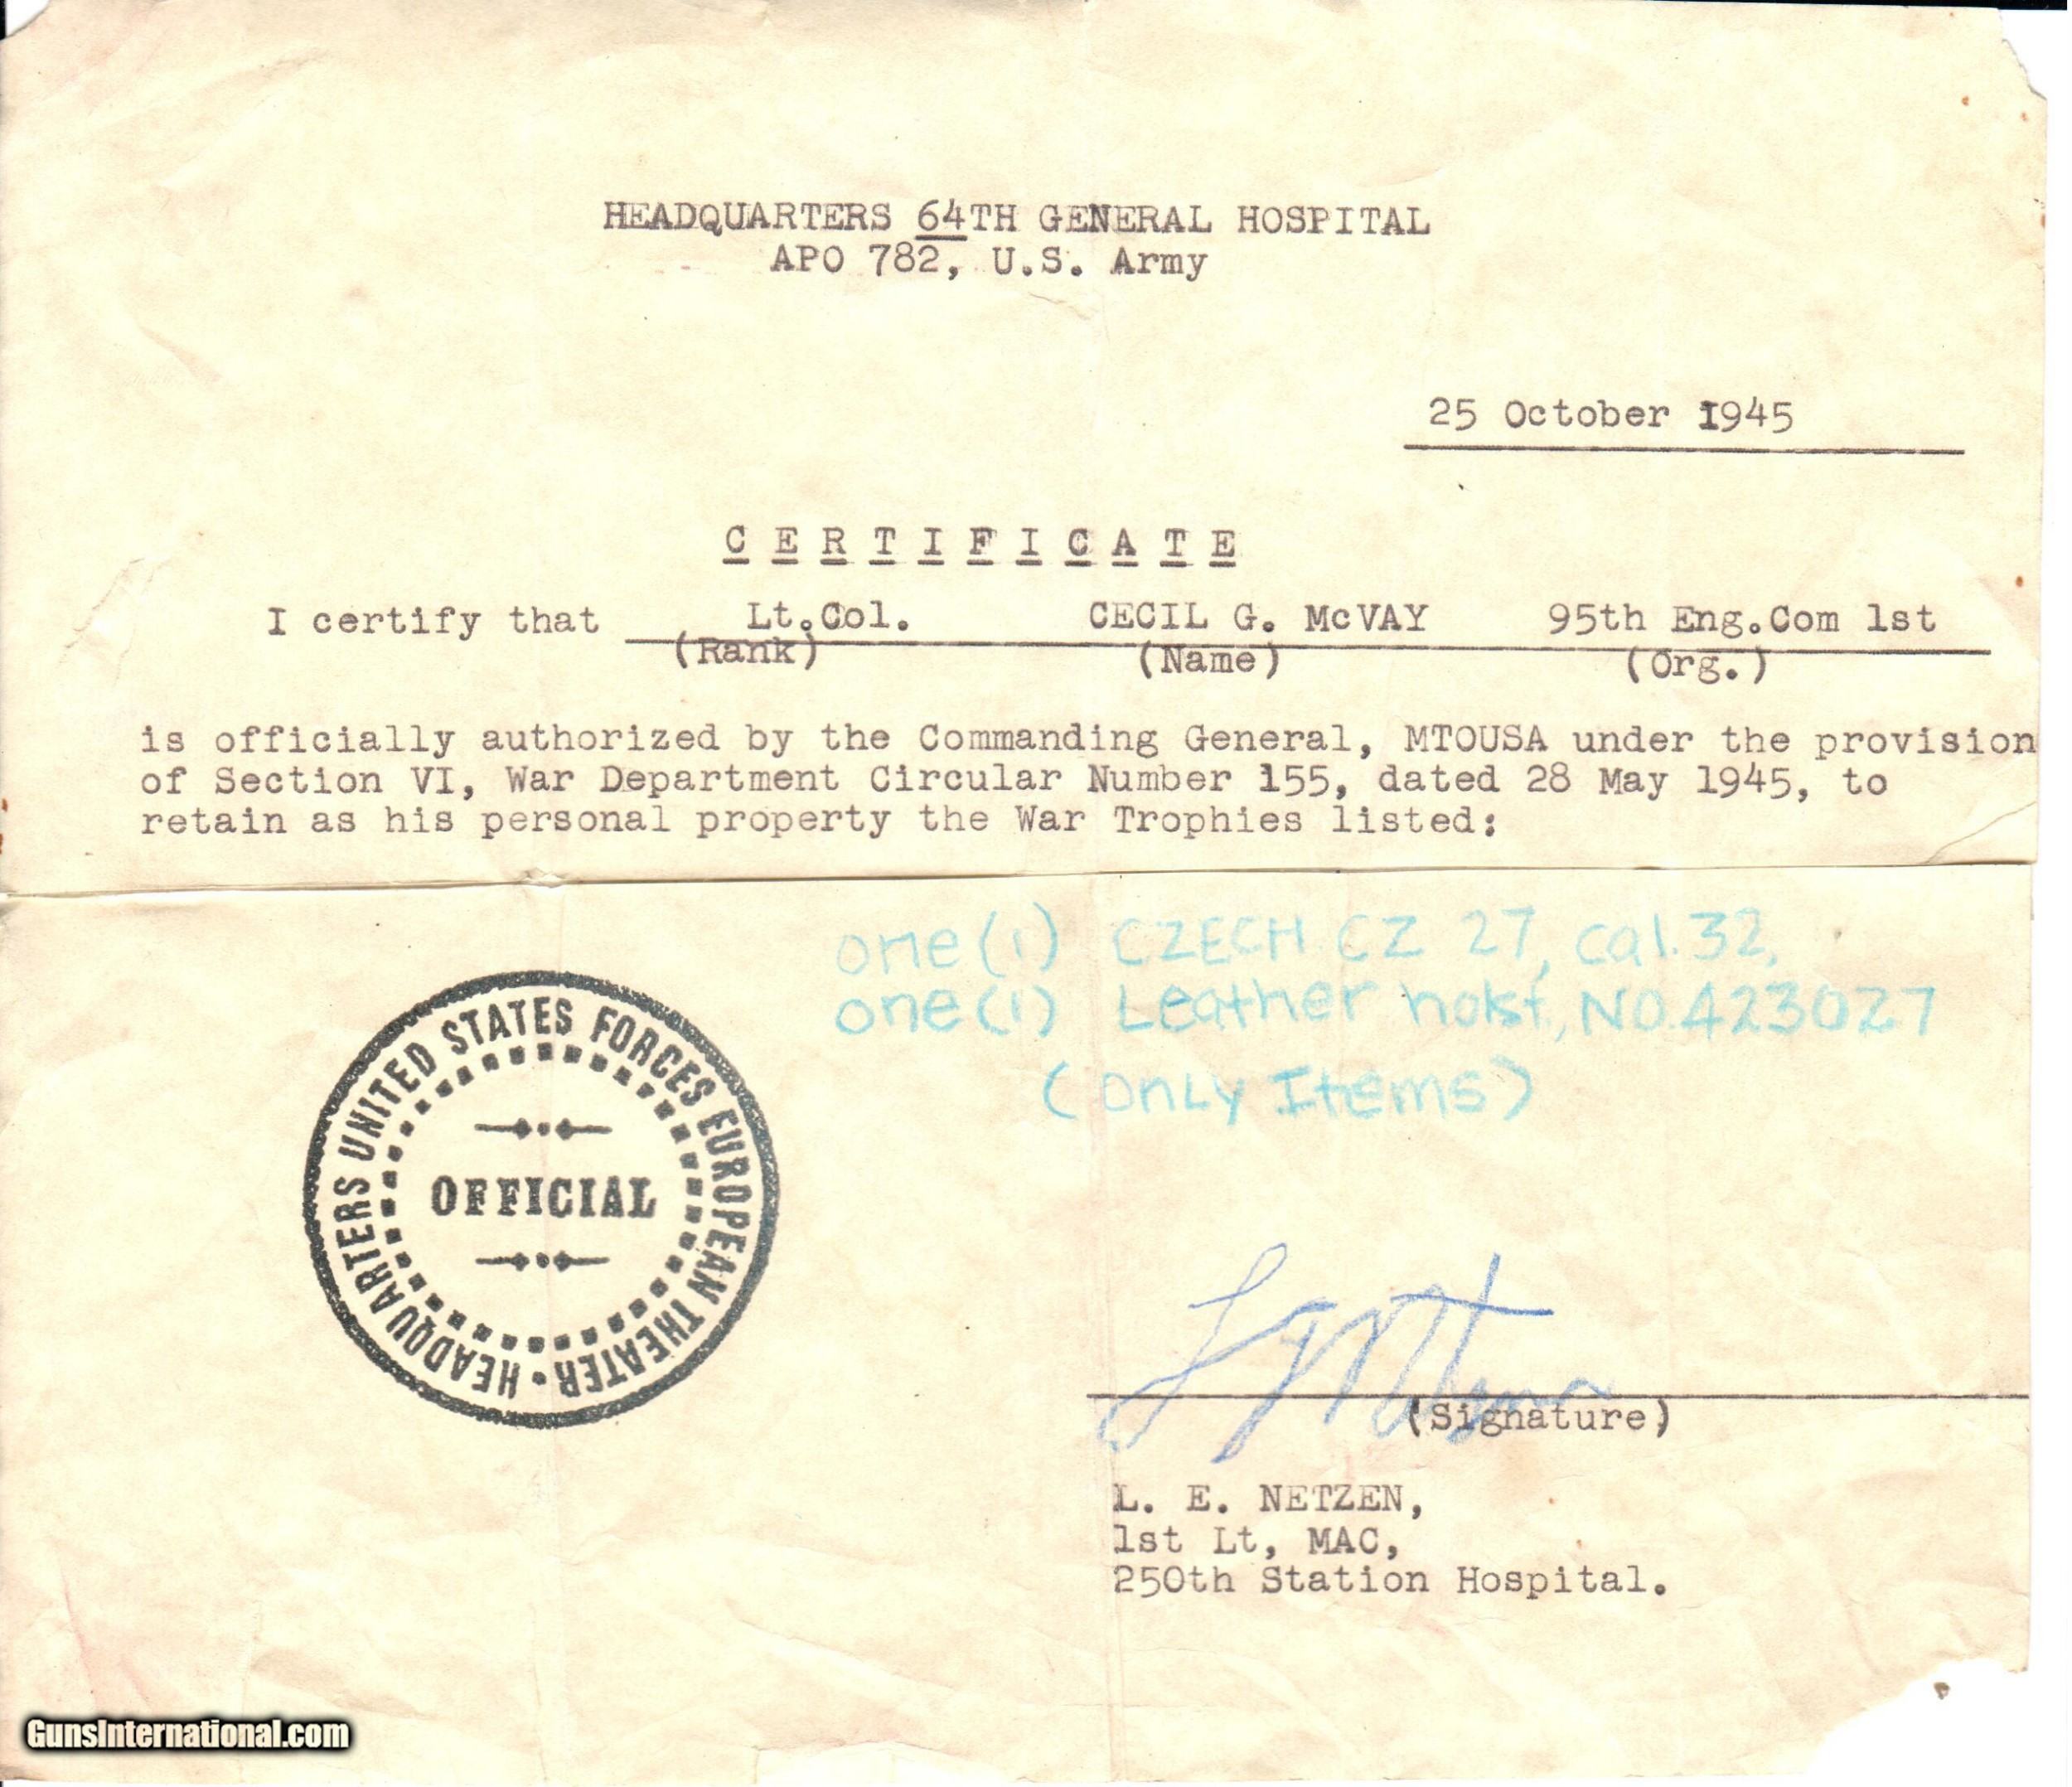 HEADQUARTERS 64TH GENERAL HOSPITAL
APO 782, U.S. Army
25 October 1945
CERTIFICATE
I certify that Lt.Col. CECIL G. McVAY 95th Eng.Com 1st
(Rank) (Name) (Org.)
is officially authorized by the Commanding General, MTOUSA under the provision
of Section VI, War Department Circular Number 155, dated 28 May 1945, to
retain as his personal property the War Trophies listed:
one (1) CZECH CZ 27, cal. 32,
one (1) Leather holst, NO. 423027
(Only Items)
HEADQUARTERS UNITED STATES FORCES EUROPEAN THEATER •
OFFICIAL
(Signature)
L. E. NETZEN,
1st Lt, MAC,
250th Station Hospital.
GunsInternational.com